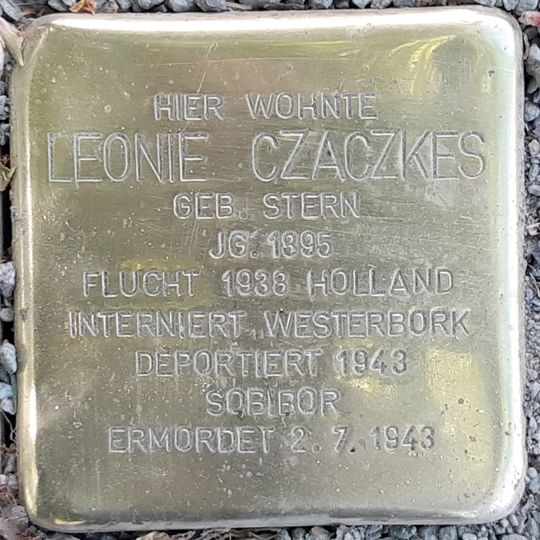 HIER WOHNTE
LEONIE CZACZKES
GEB. STERN
JG. 1895
FLUCHT 1938 HOLLAND
INTERNIERT WESTERBORK
DEPORTIERT 1943
SOBIBOR
ERMORDET 2.7.1943